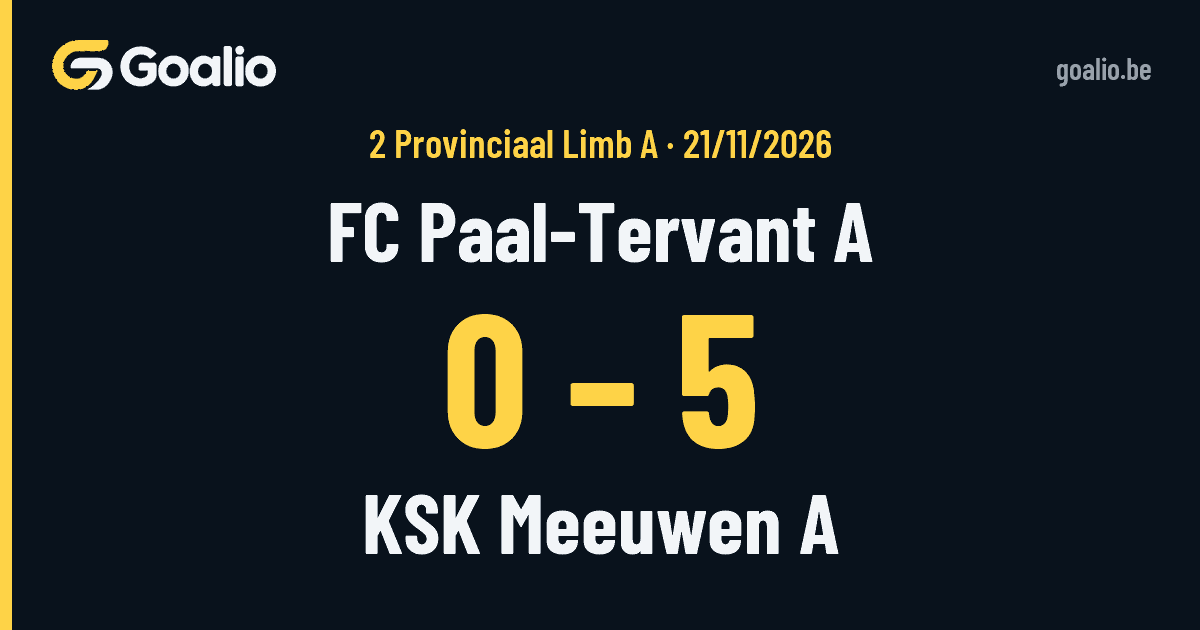 Goalio
goalio.be
2 Provinciaal Limb A · 21/11/2026
FC Paal-Tervant A
0 - 5
KSK Meeuwen A